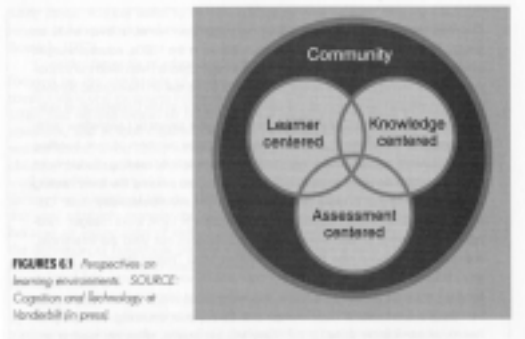 Community
Learner
centered
Knowledge
centered
Assessment
centered
FIGURES 6.1 Perspectives on
learning environments. SOURCE:
Cognition and Technology at
Vanderbilt (in press)